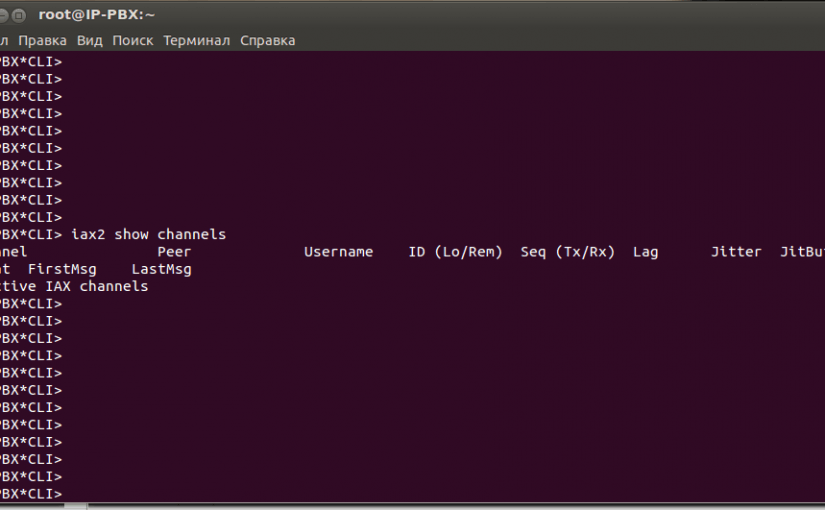 root@IP-PBX:~
л Правка Вид Поиск Терминал Справка
PBX*CLI>
PBX*CLI>
PBX*CLI>
PBX*CLI>
PBX*CLI>
PBX*CLI>
PBX*CLI>
PBX*CLI>
PBX*CLI>
PBX*CLI>
PBX*CLI> iax2 show channels
nnel Peer Username ID (Lo/Rem) Seq (Tx/Rx) Lag Jitter JitBu
at FirstMsg LastMsg
ctive IAX channels
PBX*CLI>
PBX*CLI>
PBX*CLI>
PBX*CLI>
PBX*CLI>
PBX*CLI>
PBX*CLI>
PBX*CLI>
PBX*CLI>
PBX*CLI>
PBX*CLI>
PBX*CLI>